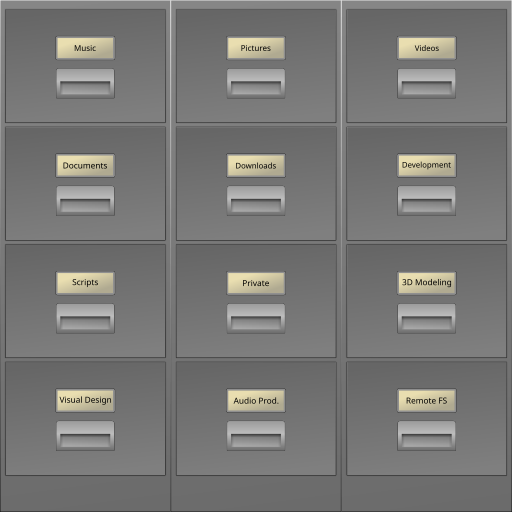 Music
Pictures
Videos
Documents
Downloads
Development
Scripts
Private
3D Modeling
Visual Design
Audio Prod.
Remote FS